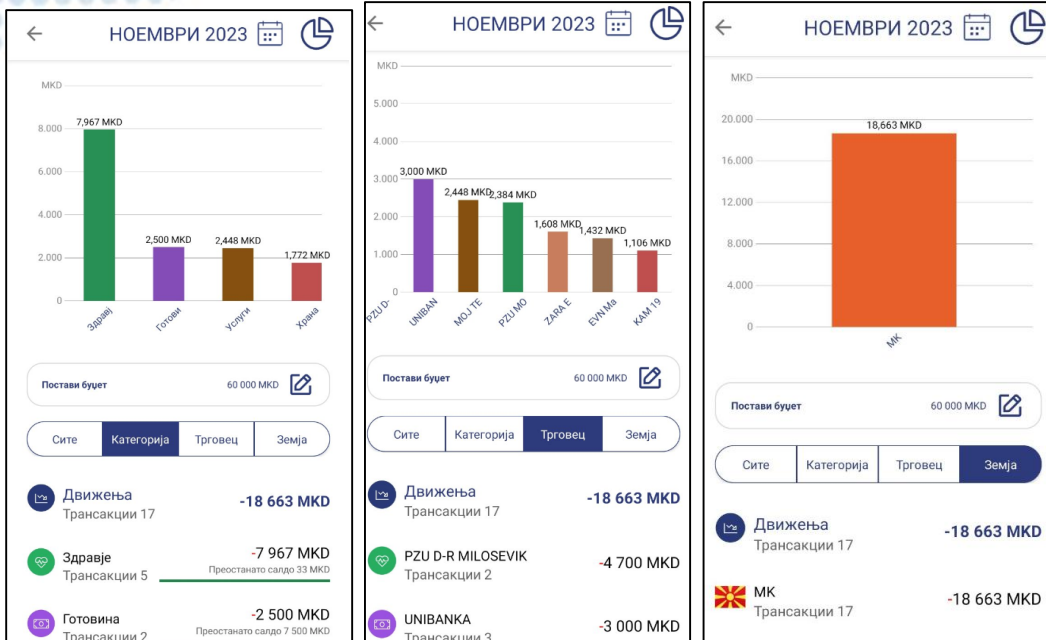 НОЕМВРИ 2023
MKD
8.000
7,967 MKD
6.000
4.000
2,500 MKD
2,448 MKD
1,772 MKD
2.000
0
Здравј
Готови
Услуги
Храна
Постави буџет
60 000 MKD
Сите Категорија Трговец Земја
Движења
-18 663 MKD
Трансакции 17
Здравје
-7 967 MKD
Трансакции 5
Преостанато салдо 33 MKD
Готовина
-2 500 MKD
Трансакции 2
Преостанато салдо 7 500 MKD
НОЕМВРИ 2023
MKD
5.000
4.000
3.000
3,000 MKD
2,448 MKD
2,384 MKD
2.000
1,608 MKD
1,432 MKD
1,106 MKD
1.000
0
PZU D-
UNIBAN
MOJ TE
PZU MO
ZARA E
EVN Ma
KAM 19
Постави буџет
60 000 MKD
Сите Категорија Трговец Земја
Движења
-18 663 MKD
Трансакции 17
PZU D-R MILOSEVIK
-4 700 MKD
Трансакции 2
UNIBANKA
-3 000 MKD
Трансакции 3
НОЕМВРИ 2023
MKD
20.000
18,663 MKD
16.000
12.000
8.000
4.000
0
MK
Постави буџет
60 000 MKD
Сите Категорија Трговец Земја
Движења
-18 663 MKD
Трансакции 17
MK
-18 663 MKD
Трансакции 17